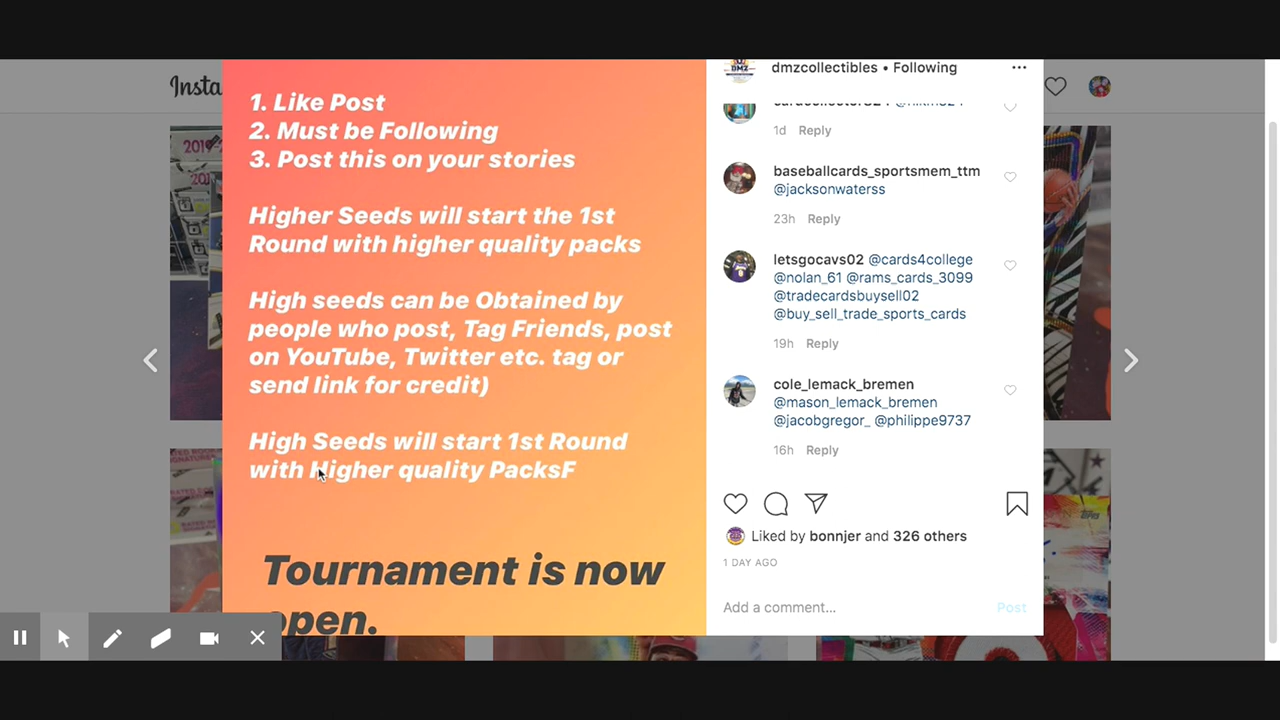 Insta
1. Like Post
2. Must be Following
3. Post this on your stories
Higher Seeds will start the 1st
Round with higher quality packs
High seeds can be Obtained by
people who post, Tag Friends, post
on YouTube, Twitter etc. tag or
send link for credit)
High Seeds will start 1st Round
with Higher quality PacksF
Tournament is now
open.
DMZ
dmzcollectibles • Following
1d Reply
baseballcards_sportsmem_ttm
@jacksonwaterss
23h Reply
letsgocavs02 @cards4college
@nolan_61 @rams_cards_3099
@tradecardsbuysell02
@buy_sell_trade_sports_cards
19h Reply
cole_lemack_bremen
@mason_lemack_bremen
@jacobgregor_ @philippe9737
16h Reply
Liked by bonnjer and 326 others
1 DAY AGO
Add a comment...
Post